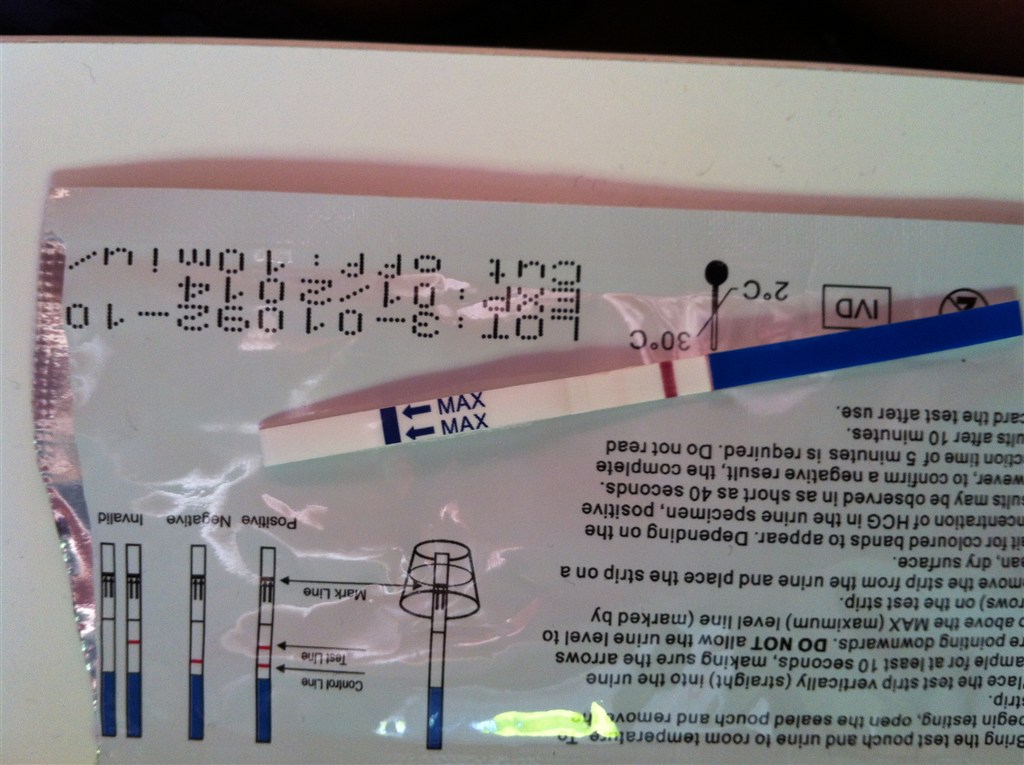 Bring the test pouch and urine to room temperature. To
begin testing, open the sealed pouch and remove
strip.
Place the test strip vertically (straight) into the urine
ample for at least 10 seconds, making sure the arrows
re pointing downwards. DO NOT allow the urine level to
above the MAX (maximum) level line (marked by
rrows) on the test strip.
move the strip from the urine and place the strip on a
ean, dry surface.
ait for coloured bands to appear. Depending on the
ncentration of HCG in the urine specimen, positive
sults may be observed in as short as 40 seconds.
wever, to confirm a negative result, the complete
ction time of 5 minutes is required. Do not read
ults after 10 minutes.
card the test after use.
Control Line
Test Line
Mark Line
Positive
Negative
Invalid
MAX
MAX
IVD
2°C
30°C
LOT
EXP :01/2014
Cut off: 10miu/